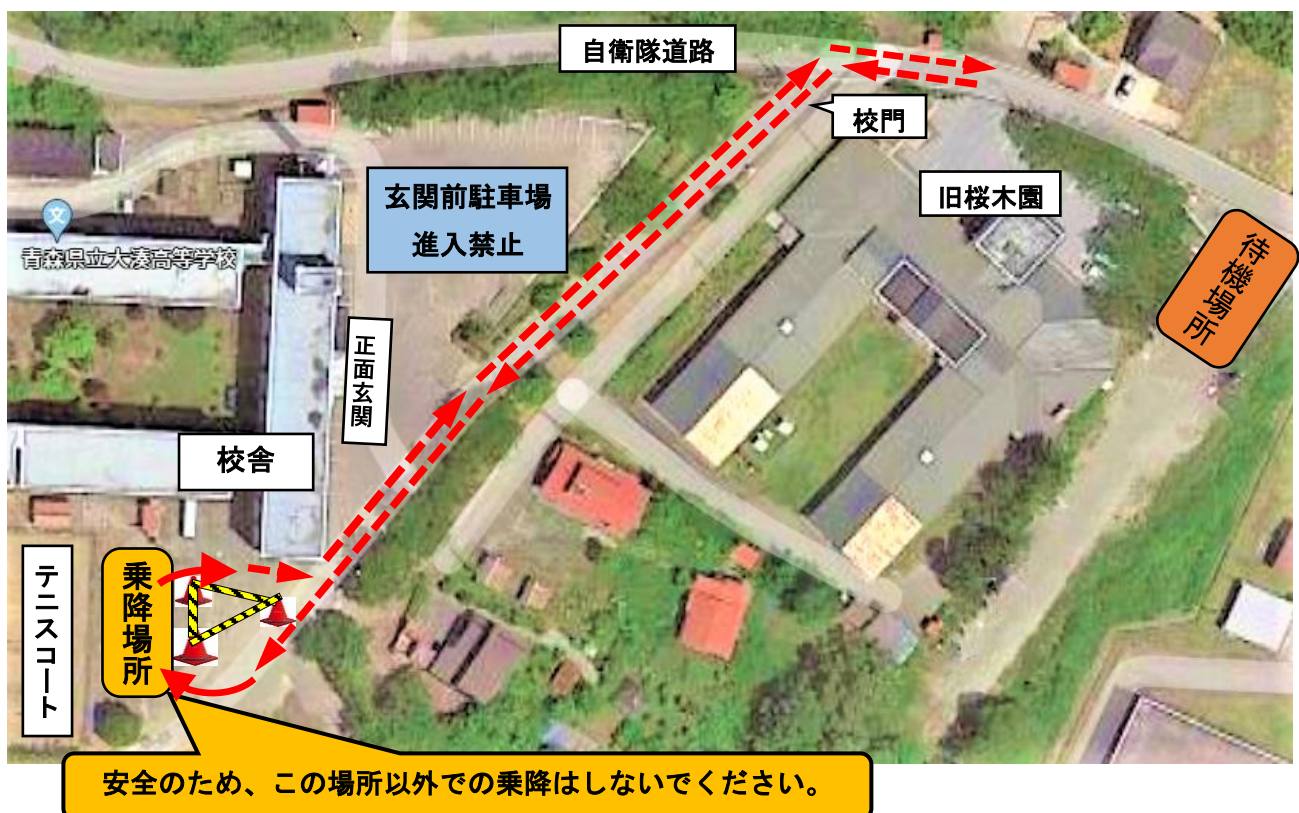 自衛隊道路
校門
玄関前駐車場
進入禁止
旧桜木園
待機場所
文
青森県立大湊高等学校
正面玄関
校舎
テニスコート
乗降場所
安全のため、この場所以外での乗降はしないでください。